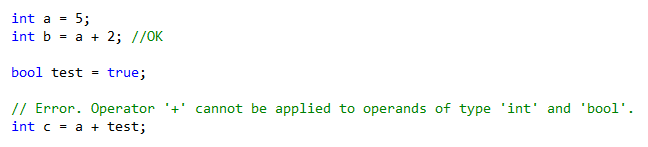 int a = 5;
int b = a + 2; //OK
bool test = true;
// Error. Operator '+' cannot be applied to operands of type 'int' and 'bool'.
int c = a + test;